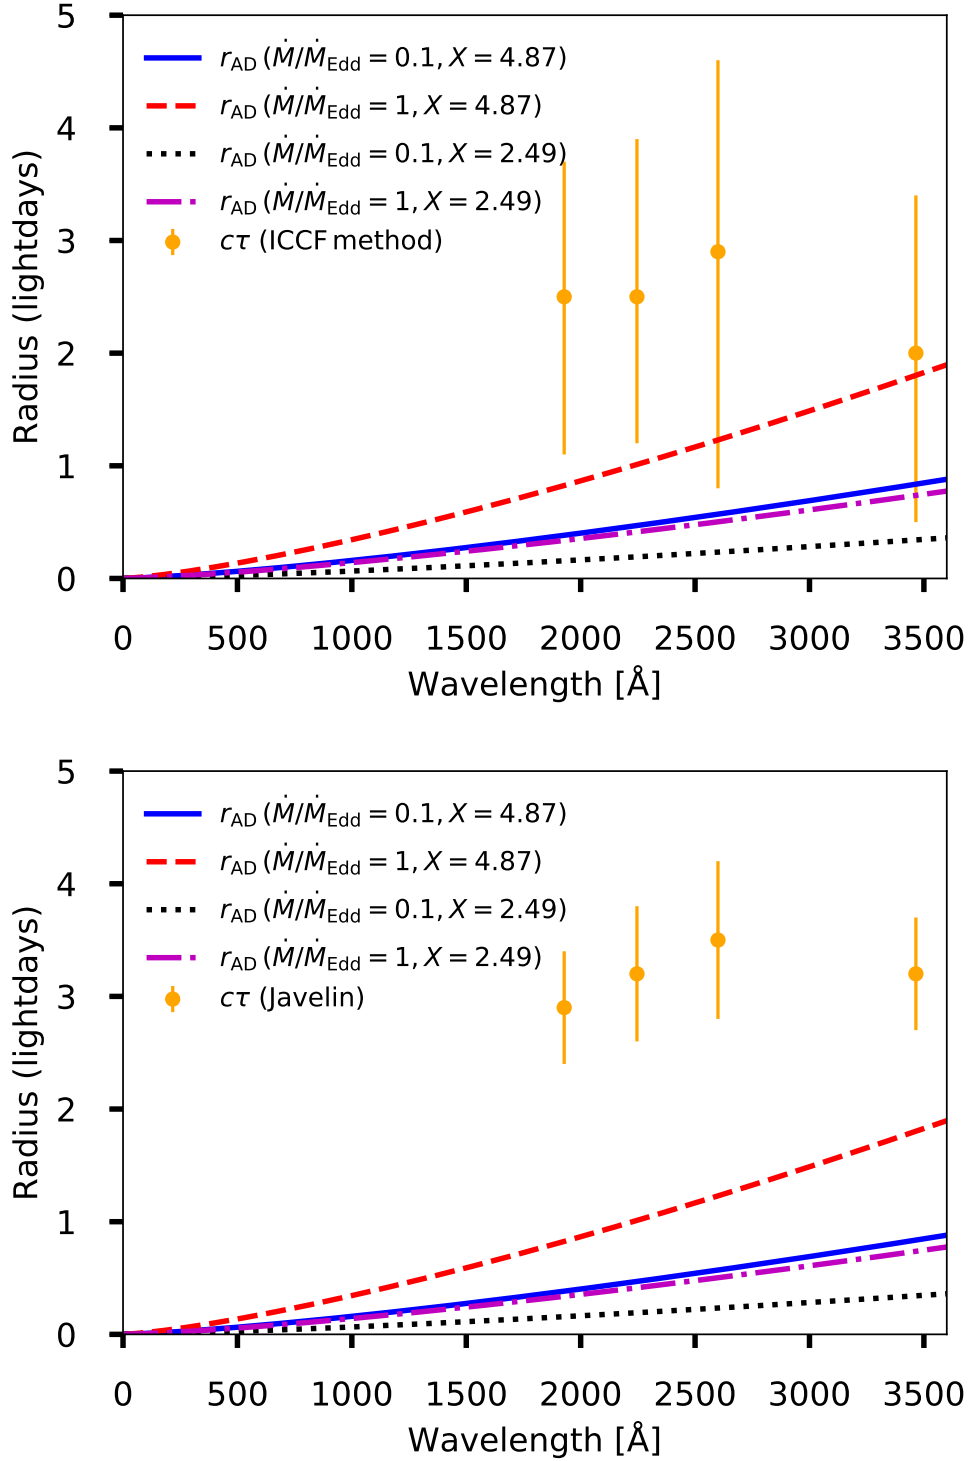 5
4
3
2
1
0
Radius (lightdays)
r_AD (Ṁ/Ṁ_Edd = 0.1, X = 4.87)
r_AD (Ṁ/Ṁ_Edd = 1, X = 4.87)
r_AD (Ṁ/Ṁ_Edd = 0.1, X = 2.49)
r_AD (Ṁ/Ṁ_Edd = 1, X = 2.49)
cτ (ICCF method)
0 500 1000 1500 2000 2500 3000 3500
Wavelength [Å]
5
4
3
2
1
0
Radius (lightdays)
r_AD (Ṁ/Ṁ_Edd = 0.1, X = 4.87)
r_AD (Ṁ/Ṁ_Edd = 1, X = 4.87)
r_AD (Ṁ/Ṁ_Edd = 0.1, X = 2.49)
r_AD (Ṁ/Ṁ_Edd = 1, X = 2.49)
cτ (Javelin)
0 500 1000 1500 2000 2500 3000 3500
Wavelength [Å]